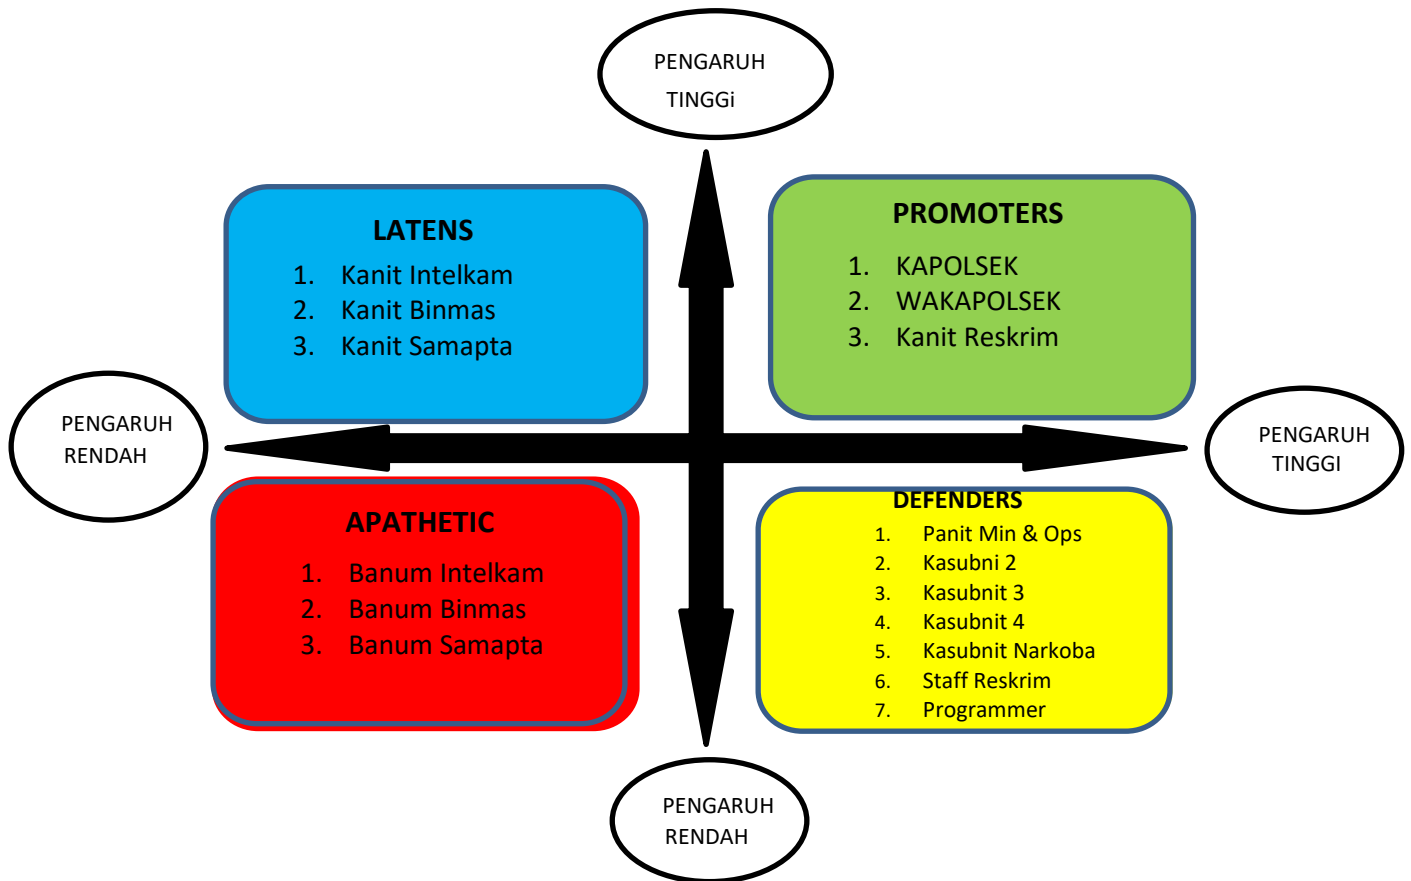 PENGARUH
TINGGi
LATENS
1. Kanit Intelkam
2. Kanit Binmas
3. Kanit Samapta
PROMOTERS
1. KAPOLSEK
2. WAKAPOLSEK
3. Kanit Reskrim
PENGARUH
RENDAH
PENGARUH
TINGGI
APATHETIC
1. Banum Intelkam
2. Banum Binmas
3. Banum Samapta
DEFENDERS
1. Panit Min & Ops
2. Kasubni 2
3. Kasubnit 3
4. Kasubnit 4
5. Kasubnit Narkoba
6. Staff Reskrim
7. Programmer
PENGARUH
RENDAH